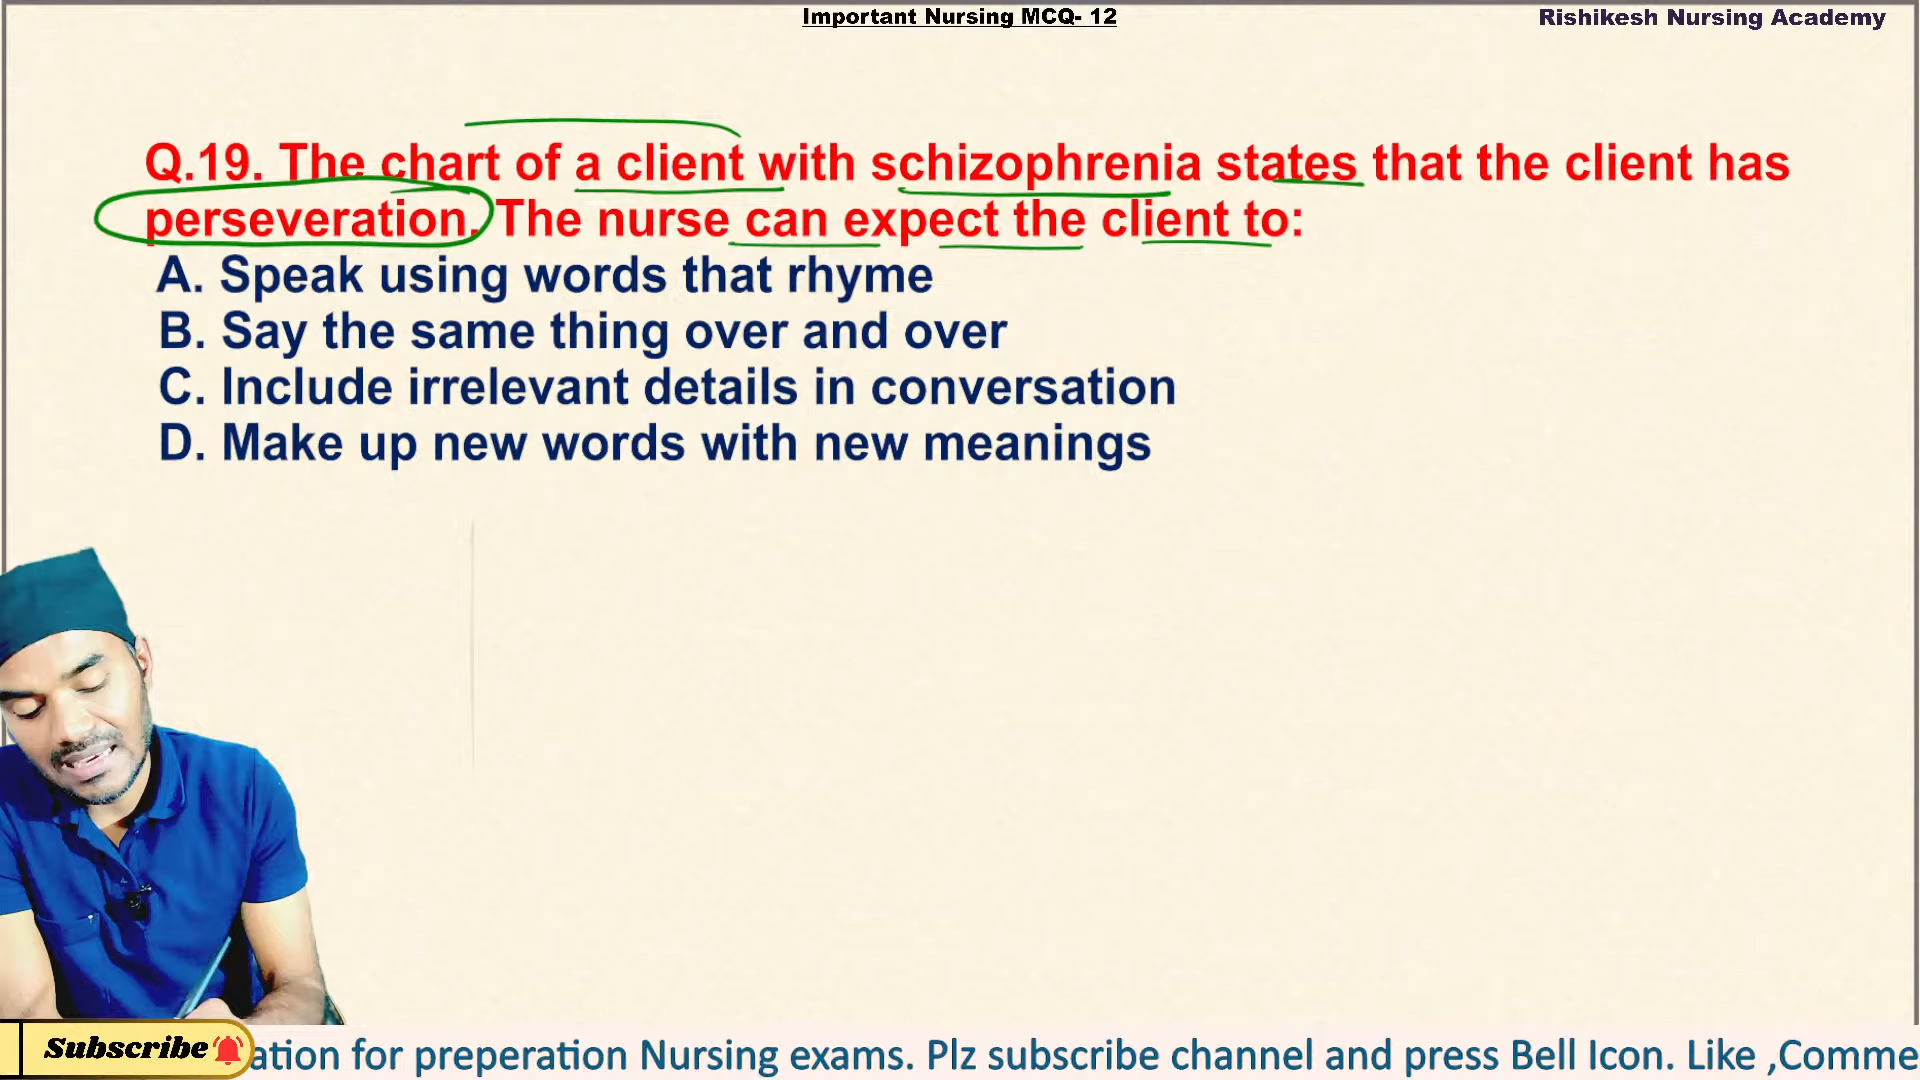 Important Nursing MCQ- 12
Rishikesh Nursing Academy
Q.19. The chart of a client with schizophrenia states that the client has
perseveration. The nurse can expect the client to:
A. Speak using words that rhyme
B. Say the same thing over and over
C. Include irrelevant details in conversation
D. Make up new words with new meanings
Subscribe
ation for preperation Nursing exams. Plz subscribe channel and press Bell Icon. Like ,Comme